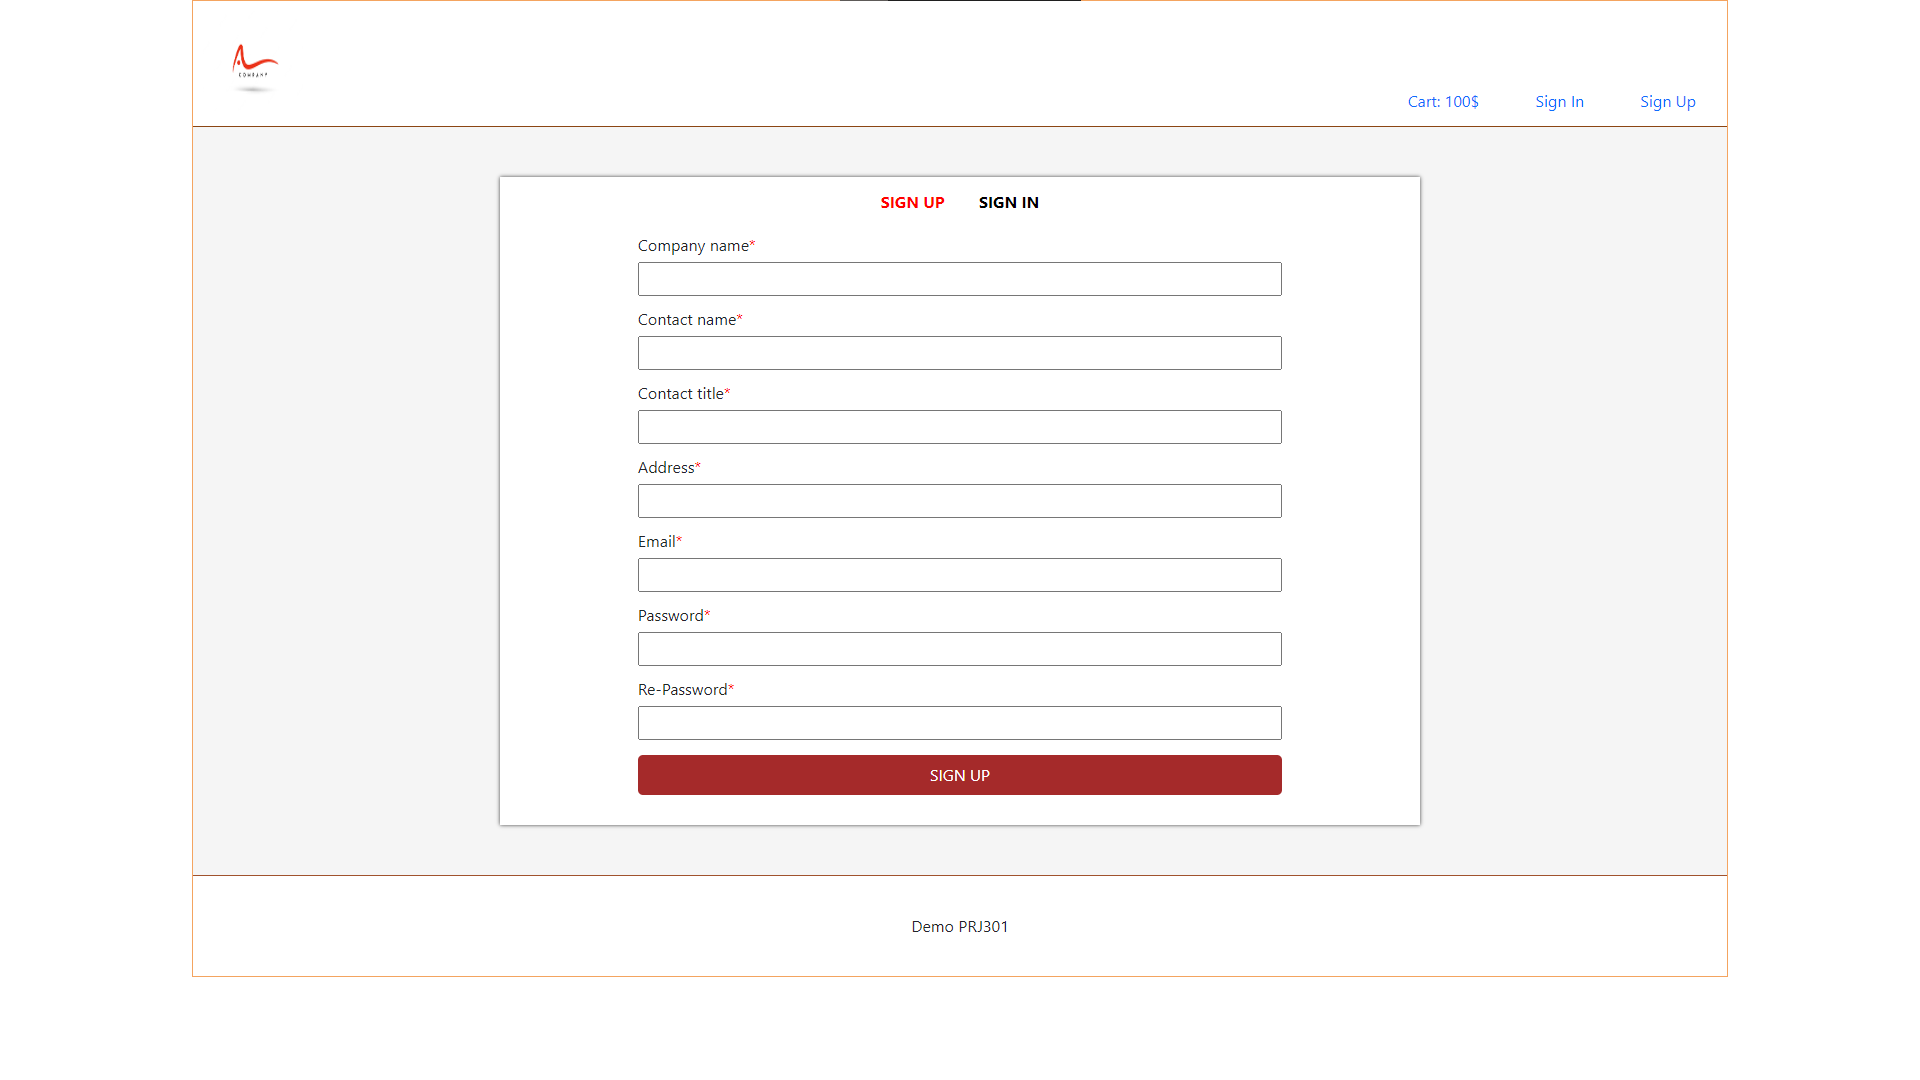 COMPANY
Cart: 100$ Sign In Sign Up
SIGN UP SIGN IN
Company name*
Contact name*
Contact title*
Address*
Email*
Password*
Re-Password*
SIGN UP
Demo PRJ301